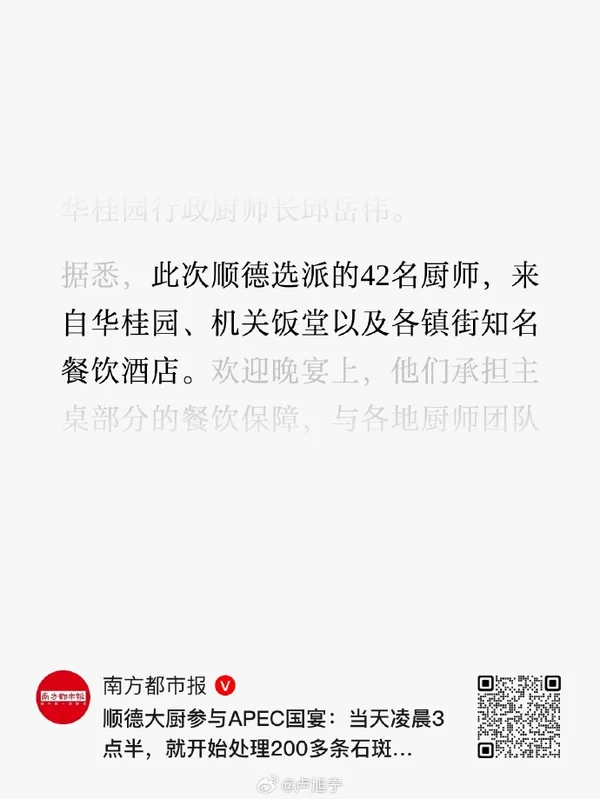 华桂园行政厨师长邱岳伟。
据悉，此次顺德选派的42名厨师，来
自华桂园、机关饭堂以及各镇街知名
餐饮酒店。欢迎晚宴上，他们承担主
桌部分的餐饮保障，与各地厨师团队
南方都市报
南方都市报
顺德大厨参与APEC国宴：当天凌晨3
点半，就开始处理200多条石斑...
@卢旭宁